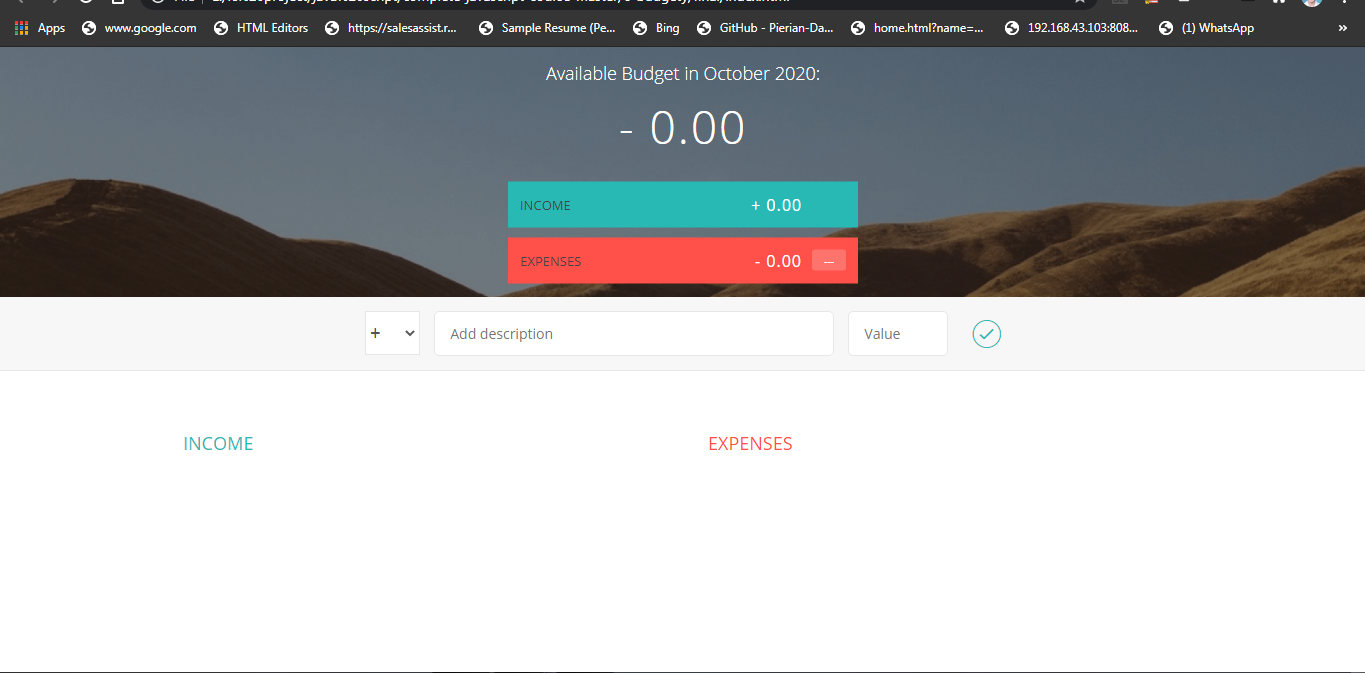 Apps www.google.com HTML Editors https://salesassist.r... Sample Resume (Pe... Bing GitHub - Pierian-Da... home.html?name=... 192.168.43.103:808... (1) WhatsApp »
Available Budget in October 2020:
- 0.00
INCOME + 0.00
EXPENSES - 0.00 ---
+ Add description Value
INCOME EXPENSES